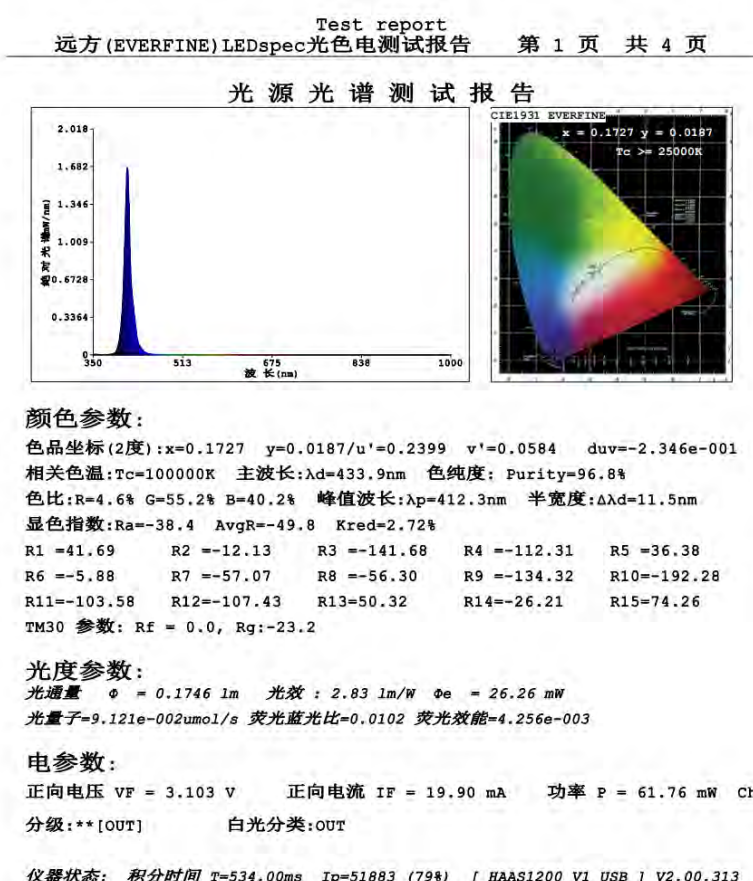 Test report
远方(EVERFINE)LEDspec光色电测试报告 第 1 页 共 4 页
光 源 光 谱 测 试 报 告
2.018
1.682
1.346
1.009
0.6728
0.3364
0
绝对光谱(mW/nm)
350 513 675 838 1000
波长(nm)
CIE1931 EVERFINE
x = 0.1727 y = 0.0187
Tc >= 25000K
颜色参数:
色品坐标(2度):x=0.1727 y=0.0187/u'=0.2399 v'=0.0584 duv=-2.346e-001
相关色温:Tc=100000K 主波长:λd=433.9nm 色纯度: Purity=96.8%
色比:R=4.6% G=55.2% B=40.2% 峰值波长:λp=412.3nm 半宽度:Δλd=11.5nm
显色指数:Ra=-38.4 AvgR=-49.8 Kred=2.72%
R1 =41.69 R2 =-12.13 R3 =-141.68 R4 =-112.31 R5 =36.38
R6 =-5.88 R7 =-57.07 R8 =-56.30 R9 =-134.32 R10=-192.28
R11=-103.58 R12=-107.43 R13=50.32 R14=-26.21 R15=74.26
TM30 参数: Rf = 0.0, Rg:-23.2
光度参数:
光通量 Φ = 0.1746 lm 光效 : 2.83 lm/W Φe = 26.26 mW
光量子=9.121e-002umol/s 荧光蓝光比=0.0102 荧光效能=4.256e-003
电参数:
正向电压 VF = 3.103 V 正向电流 IF = 19.90 mA 功率 P = 61.76 mW Ch
分级:**[OUT] 白光分类:OUT
仪器状态: 积分时间 T=534.00ms Ip=51883 (79%) [ HAAS1200_V1_USB ] V2.00.313